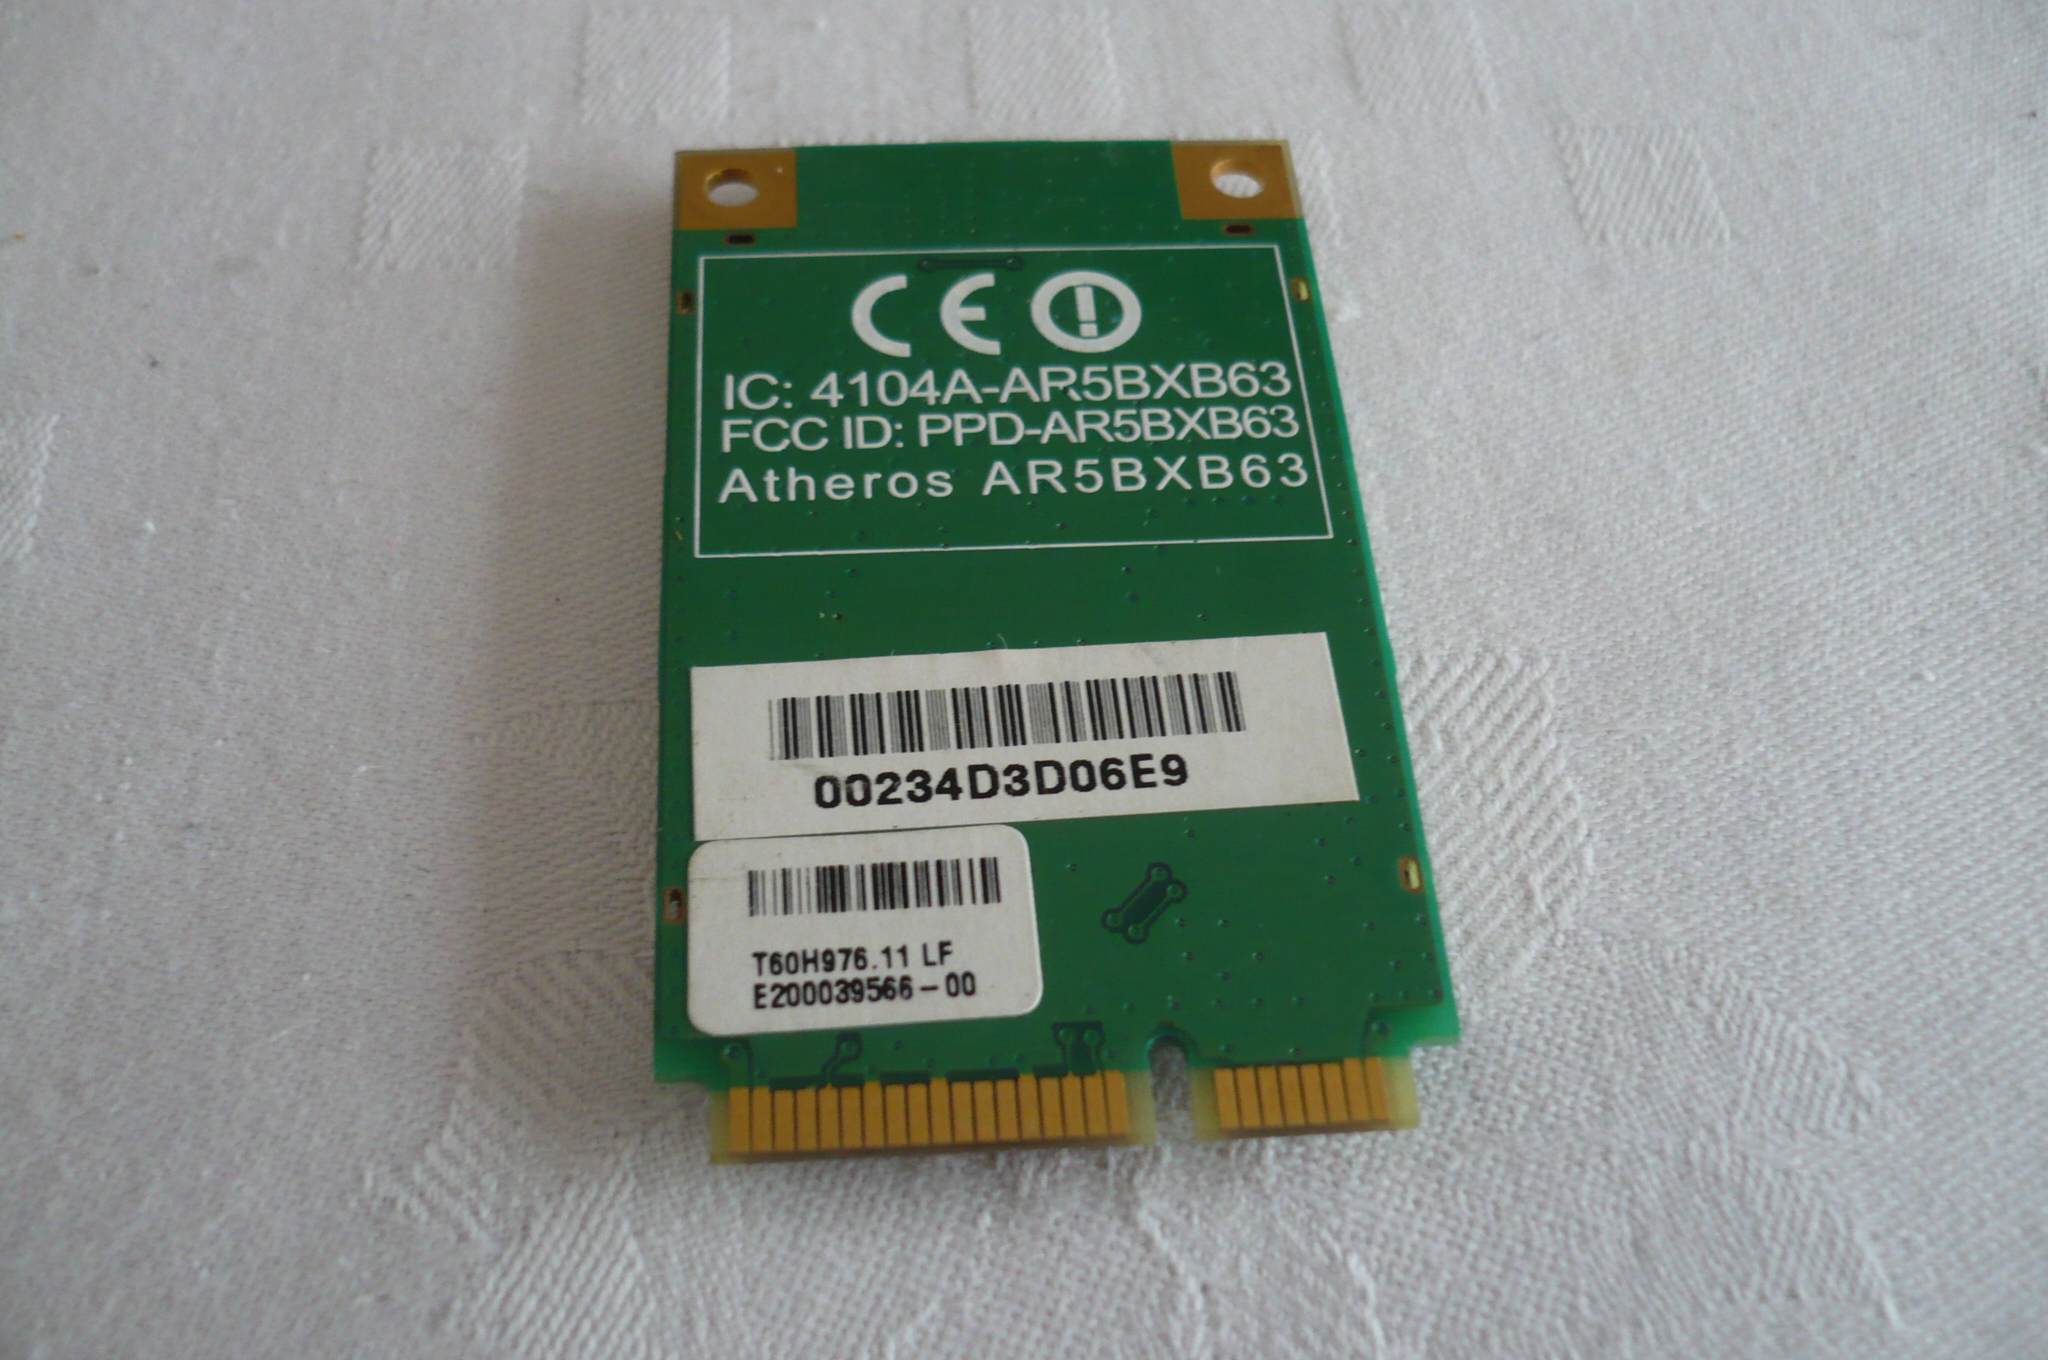 CE
IC: 4104A-AR5BXB63
FCC ID: PPD-AR5BXB63
Atheros AR5BXB63
00234D3D06E9
T60H976.11 LF
E200039566-00